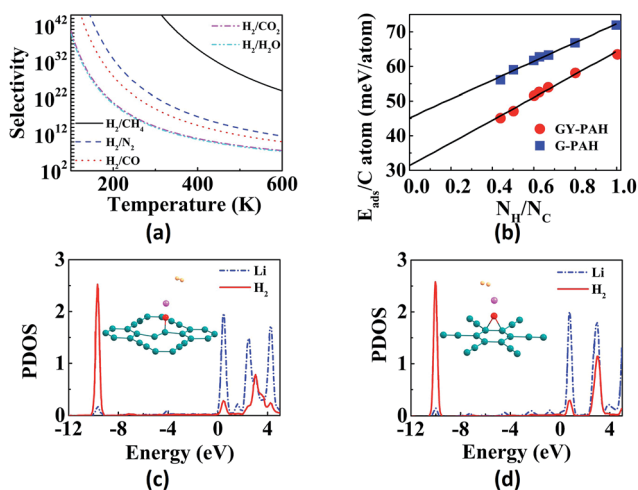 10^42
10^32
10^22
10^12
10^2
Selectivity
H2/CO2
H2/H2O
H2/CH4
H2/N2
H2/CO
200 400 600
Temperature (K)
(a)
70
60
50
40
30
E_ads/C atom (meV/atom)
GY-PAH
G-PAH
0.0 0.2 0.4 0.6 0.8 1.0
N_H/N_C
(b)
3
2
1
0
PDOS
Li
H2
-12 -8 -4 0 4
Energy (eV)
(c)
3
2
1
0
PDOS
Li
H2
-12 -8 -4 0 4
Energy (eV)
(d)